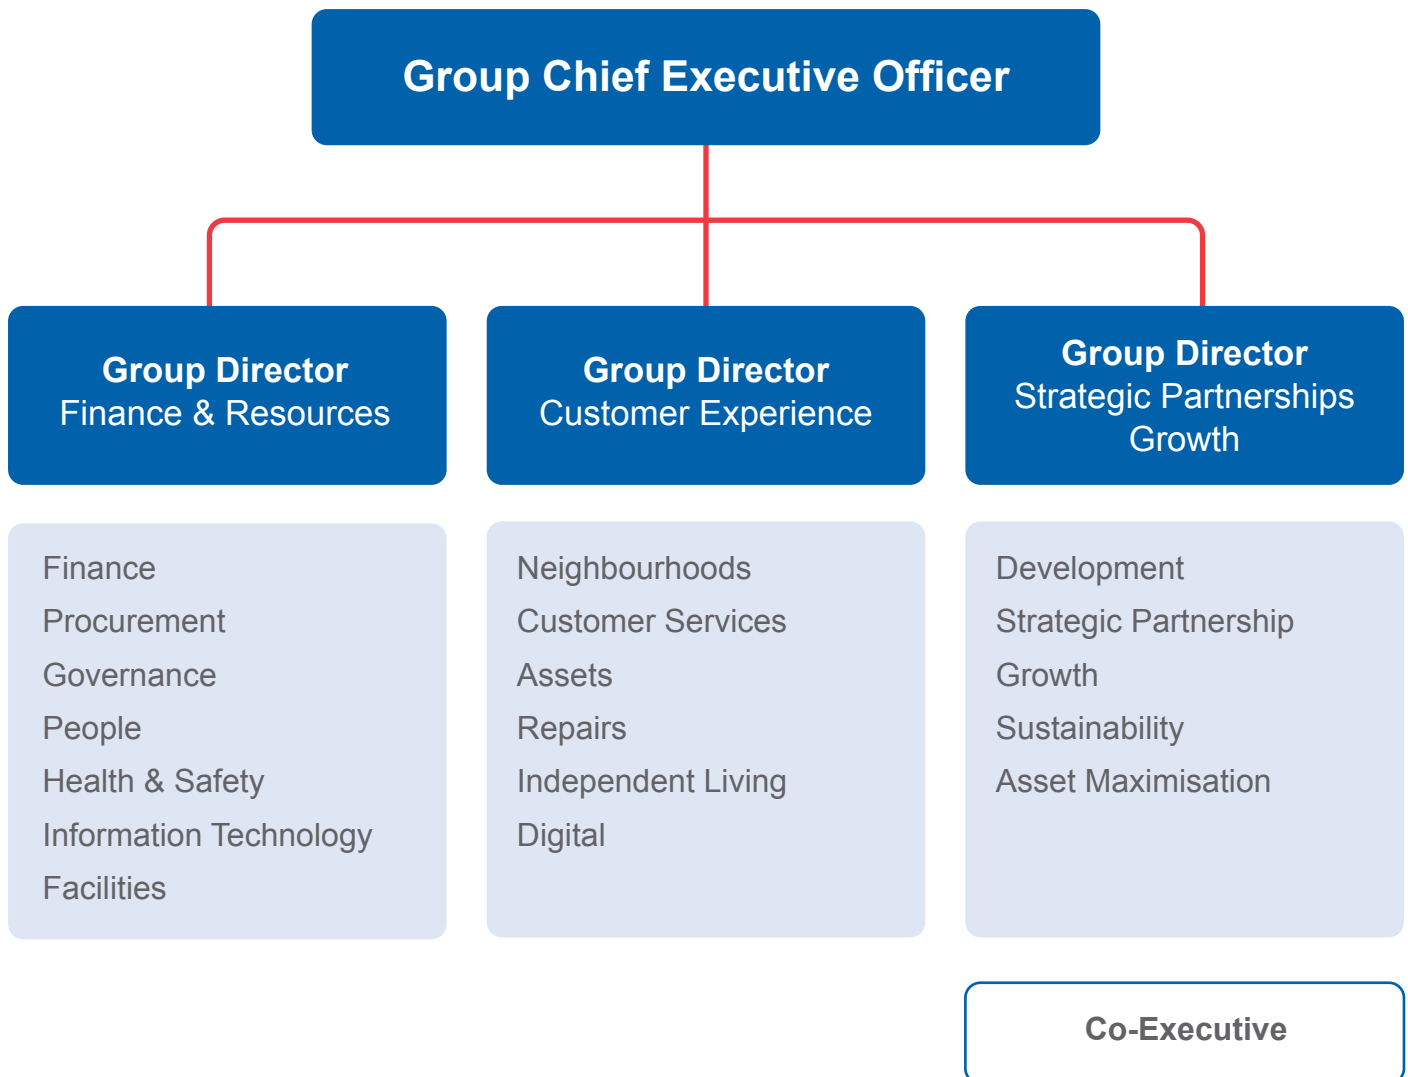 Group Chief Executive Officer
Group Director
Finance & Resources
Group Director
Customer Experience
Group Director
Strategic Partnerships
Growth
Finance
Procurement
Governance
People
Health & Safety
Information Technology
Facilities
Neighbourhoods
Customer Services
Assets
Repairs
Independent Living
Digital
Development
Strategic Partnership
Growth
Sustainability
Asset Maximisation
Co-Executive